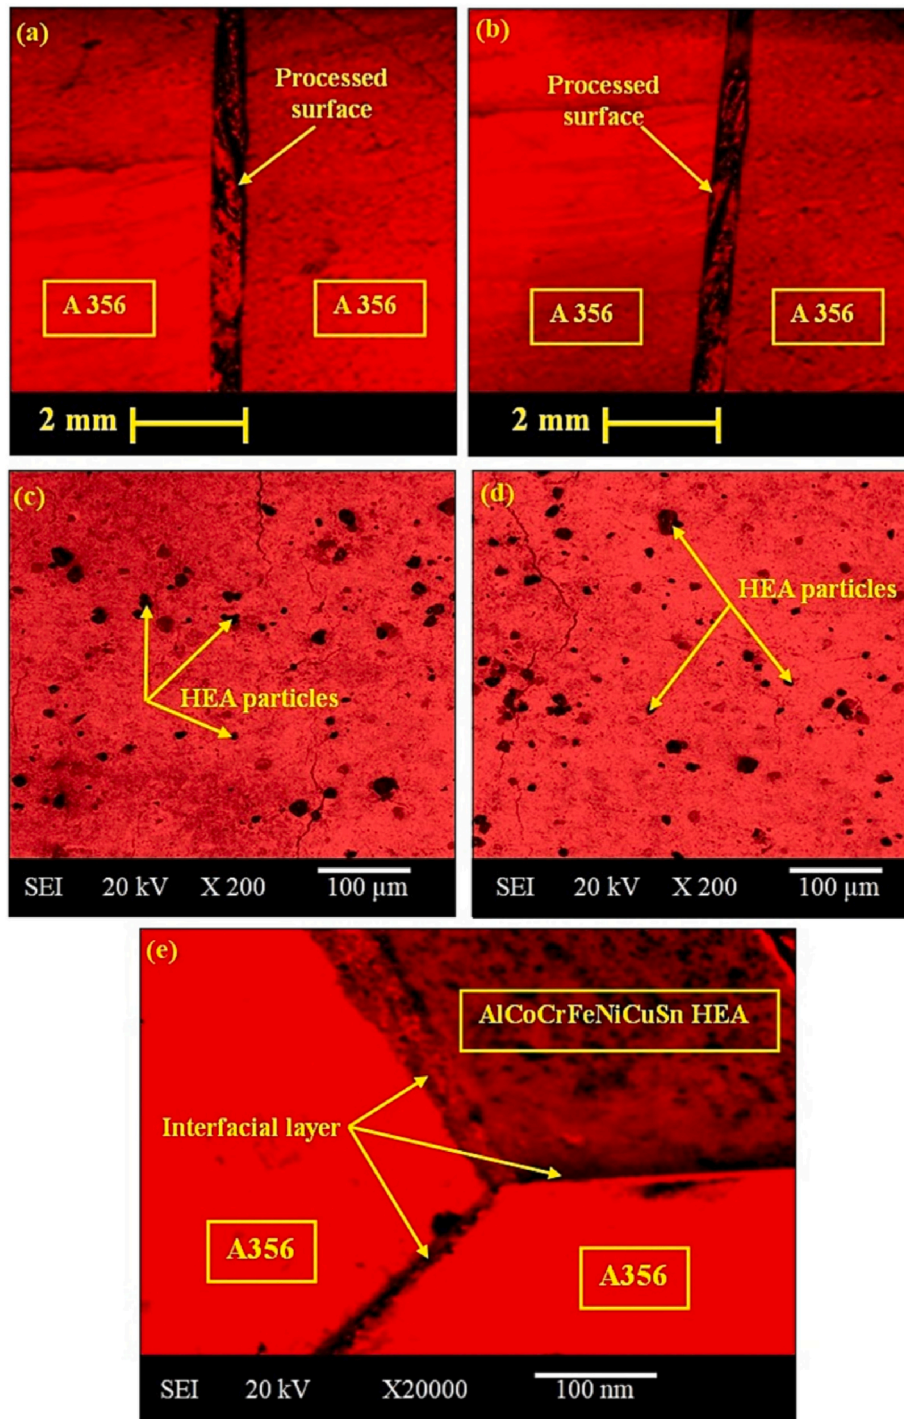 (a)
Processed
surface
A 356
A 356
2 mm
(b)
Processed
surface
A 356
A 356
2 mm
(c)
HEA particles
SEI 20 kV X 200 100 µm
(d)
HEA particles
SEI 20 kV X 200 100 µm
(e)
AlCoCrFeNiCuSn HEA
Interfacial layer
A356
A356
SEI 20 kV X20000 100 nm